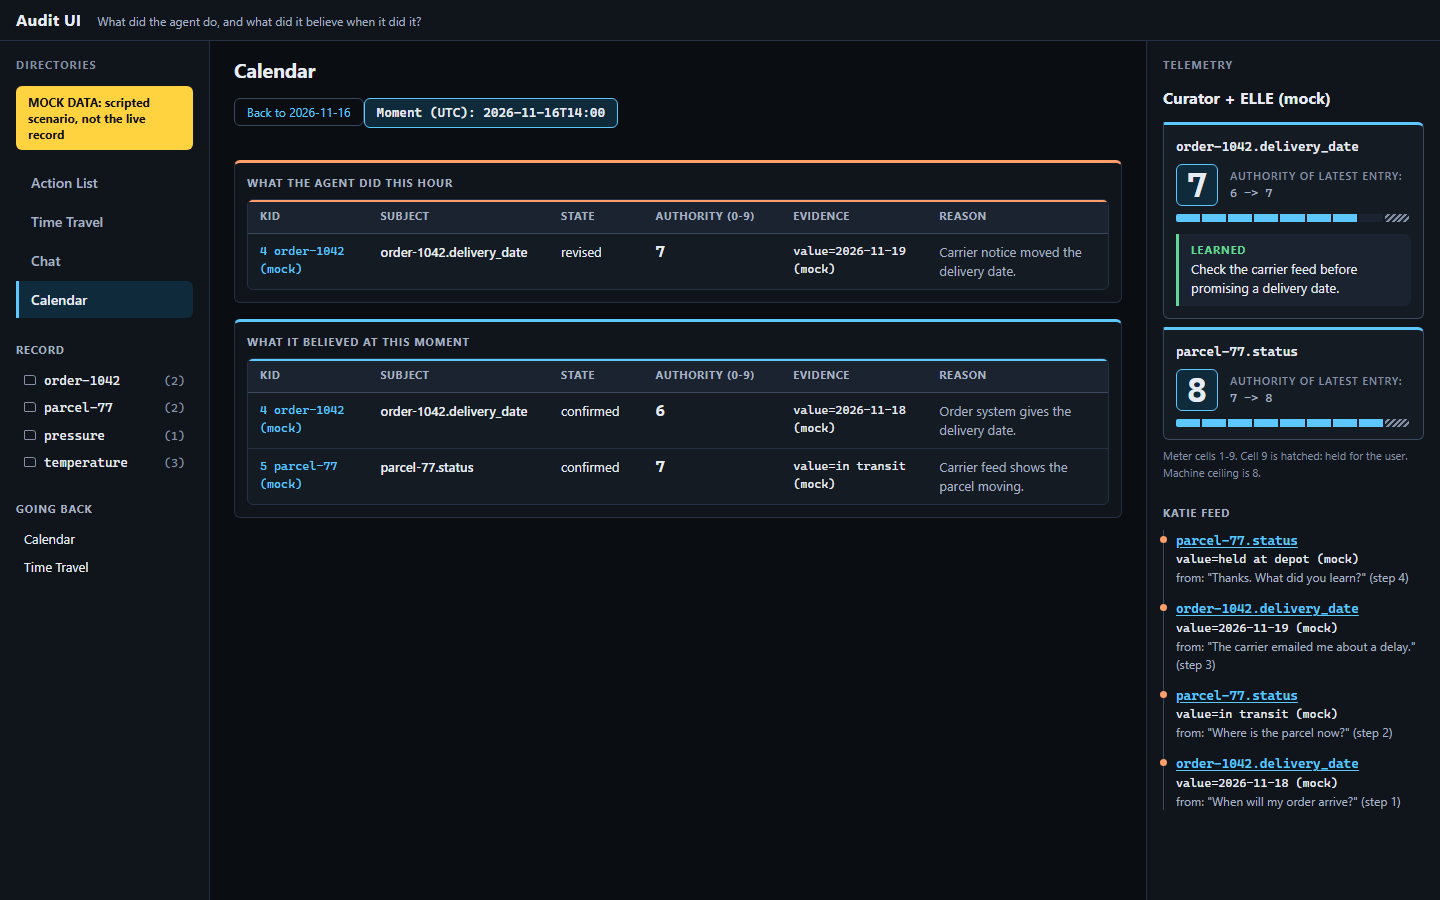 Audit UI What did the agent do, and what did it believe when it did it?
DIRECTORIES
MOCK DATA: scripted
scenario, not the live
record
Action List
Time Travel
Chat
Calendar
RECORD
order-1042 (2)
parcel-77 (2)
pressure (1)
temperature (3)
GOING BACK
Calendar
Time Travel
Calendar
Back to 2026-11-16 Moment (UTC): 2026-11-16T14:00
WHAT THE AGENT DID THIS HOUR
KID SUBJECT STATE AUTHORITY (0-9) EVIDENCE REASON
4 order-1042 order-1042.delivery_date revised 7 value=2026-11-19 Carrier notice moved the
(mock) (mock) delivery date.
WHAT IT BELIEVED AT THIS MOMENT
KID SUBJECT STATE AUTHORITY (0-9) EVIDENCE REASON
4 order-1042 order-1042.delivery_date confirmed 6 value=2026-11-18 Order system gives the
(mock) (mock) delivery date.
5 parcel-77 parcel-77.status confirmed 7 value=in transit Carrier feed shows the
(mock) (mock) parcel moving.
TELEMETRY
Curator + ELLE (mock)
order-1042.delivery_date
7 AUTHORITY OF LATEST ENTRY:
6 -> 7
LEARNED
Check the carrier feed before
promising a delivery date.
parcel-77.status
8 AUTHORITY OF LATEST ENTRY:
7 -> 8
Meter cells 1-9. Cell 9 is hatched: held for the user.
Machine ceiling is 8.
KATIE FEED
parcel-77.status
value=held at depot (mock)
from: "Thanks. What did you learn?" (step 4)
order-1042.delivery_date
value=2026-11-19 (mock)
from: "The carrier emailed me about a delay."
(step 3)
parcel-77.status
value=in transit (mock)
from: "Where is the parcel now?" (step 2)
order-1042.delivery_date
value=2026-11-18 (mock)
from: "When will my order arrive?" (step 1)